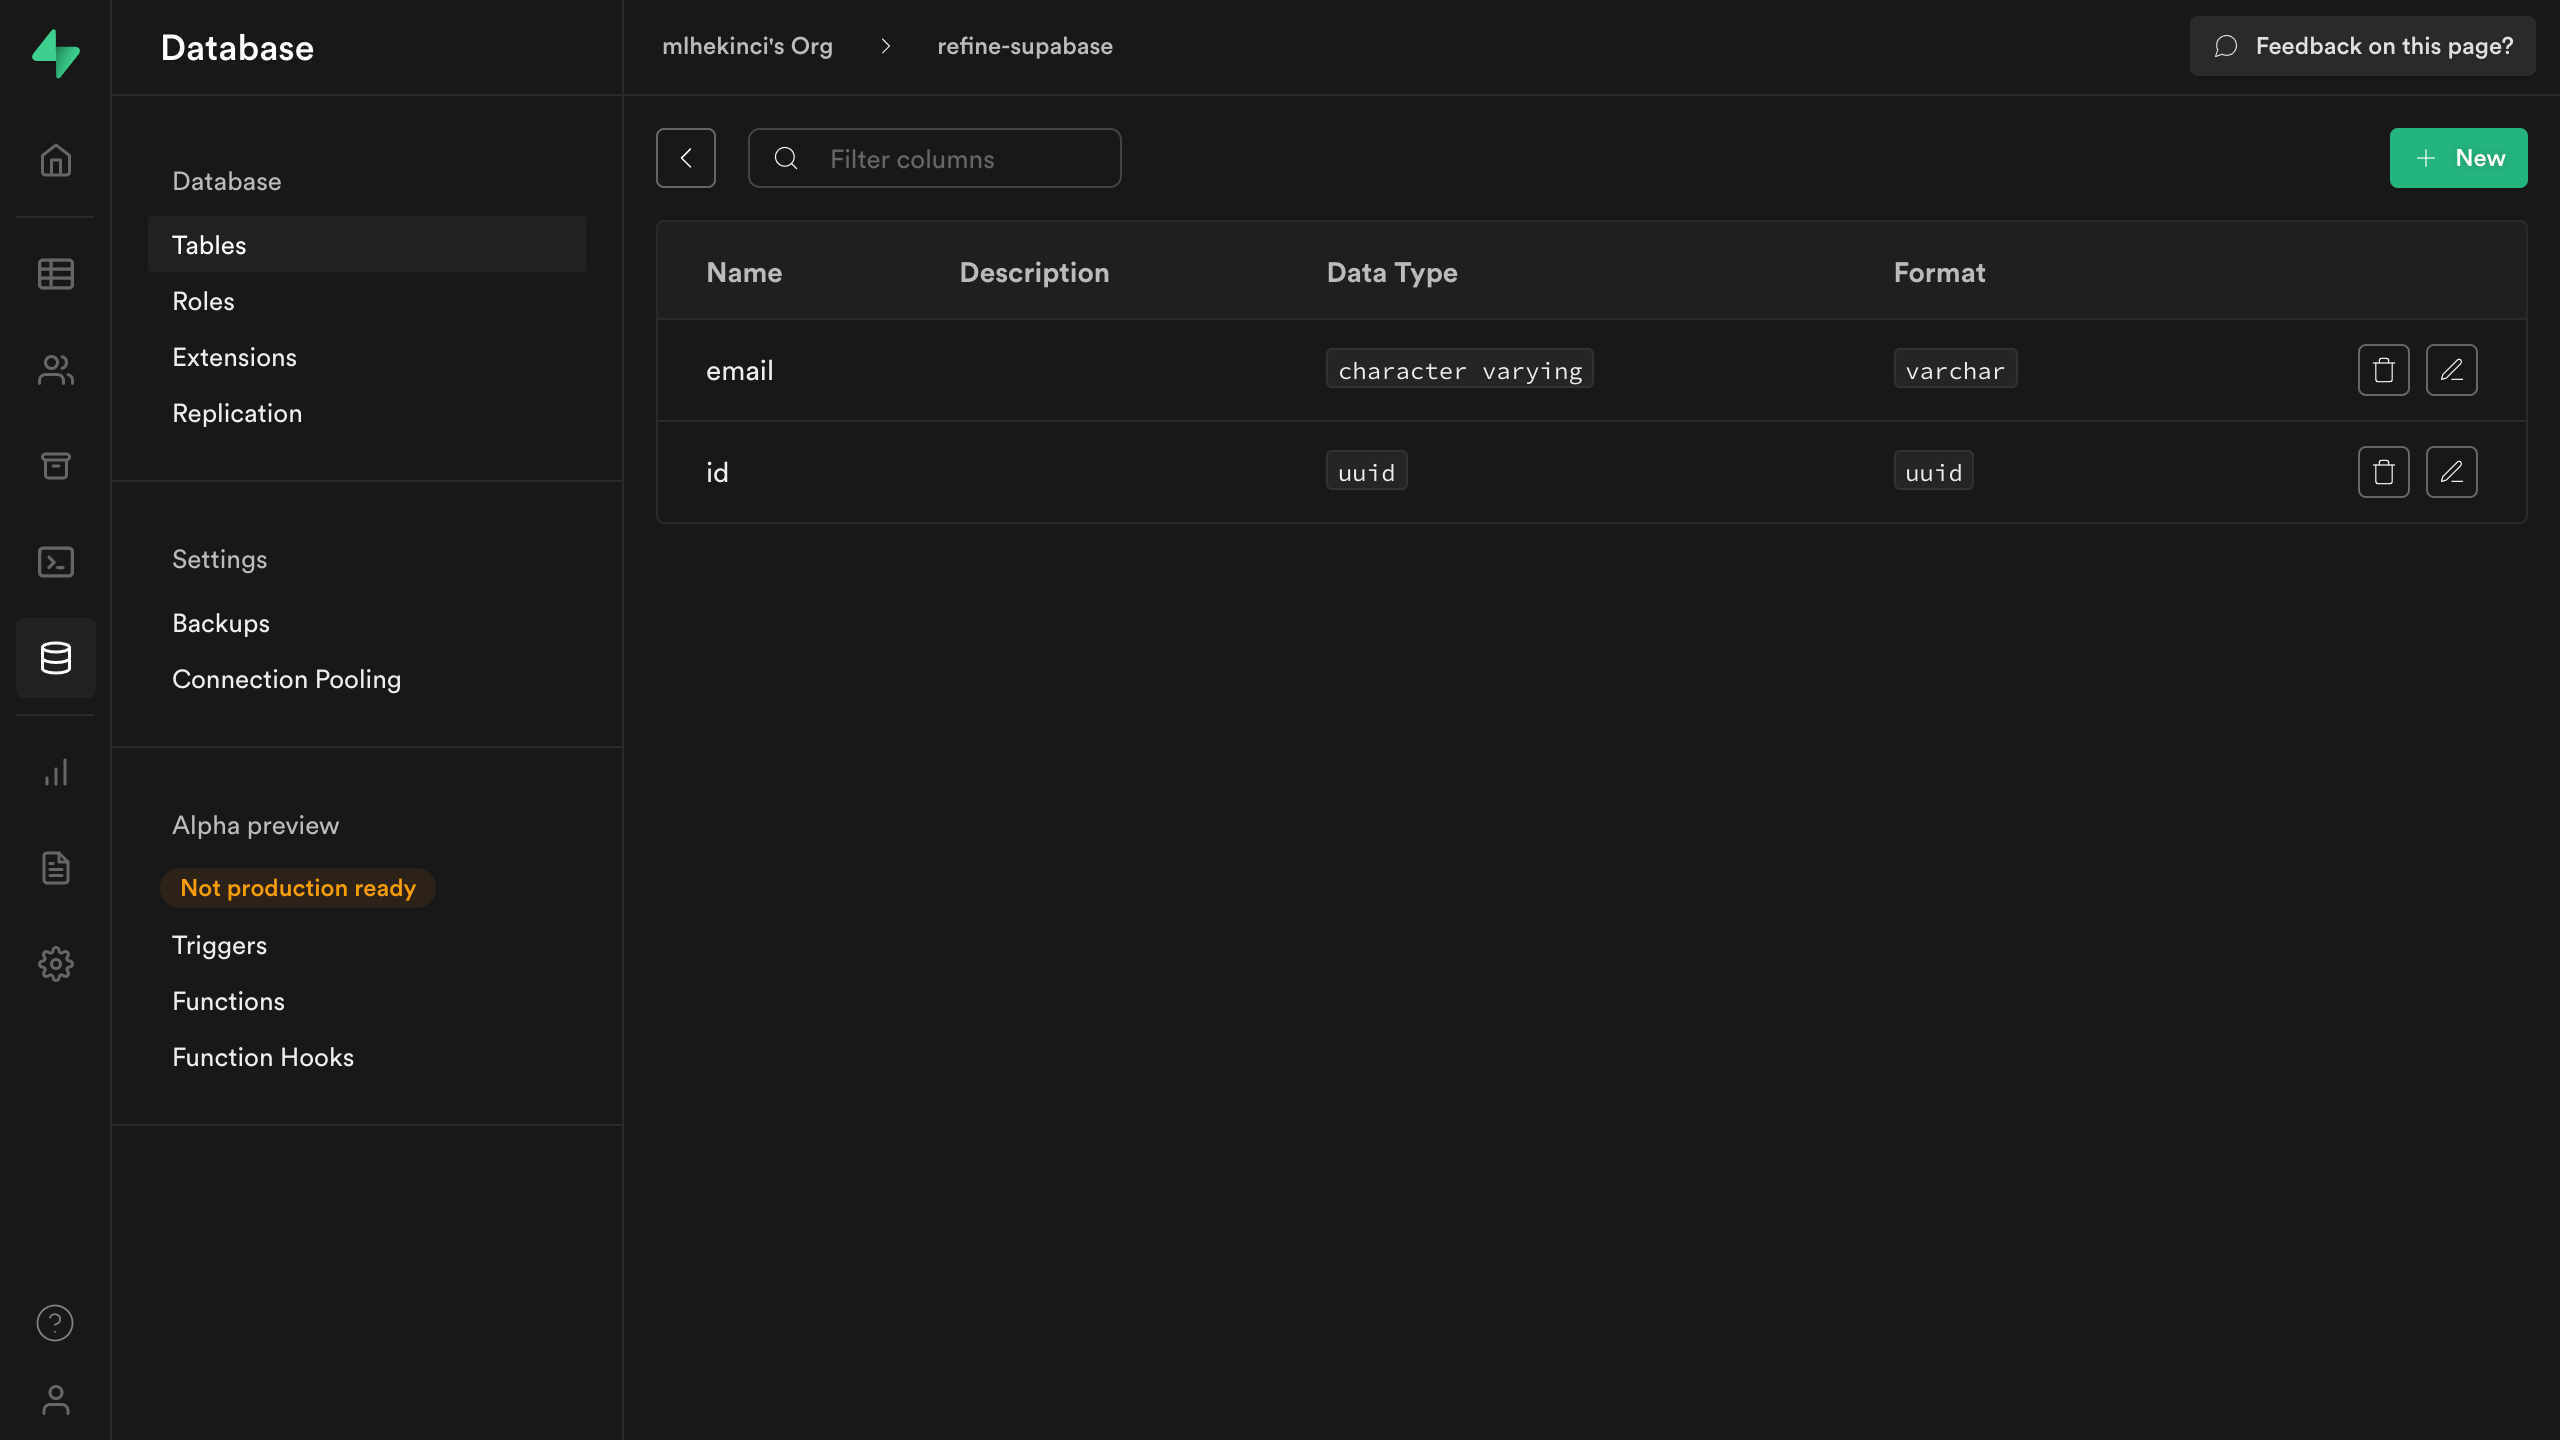 Database
mlhekinci's Org
refine-supabase
Feedback on this page?
Database
Tables
Roles
Extensions
Replication
Settings
Backups
Connection Pooling
Alpha preview
Not production ready
Triggers
Functions
Function Hooks
Filter columns
New
Name Description Data Type Format
email character varying varchar
id uuid uuid